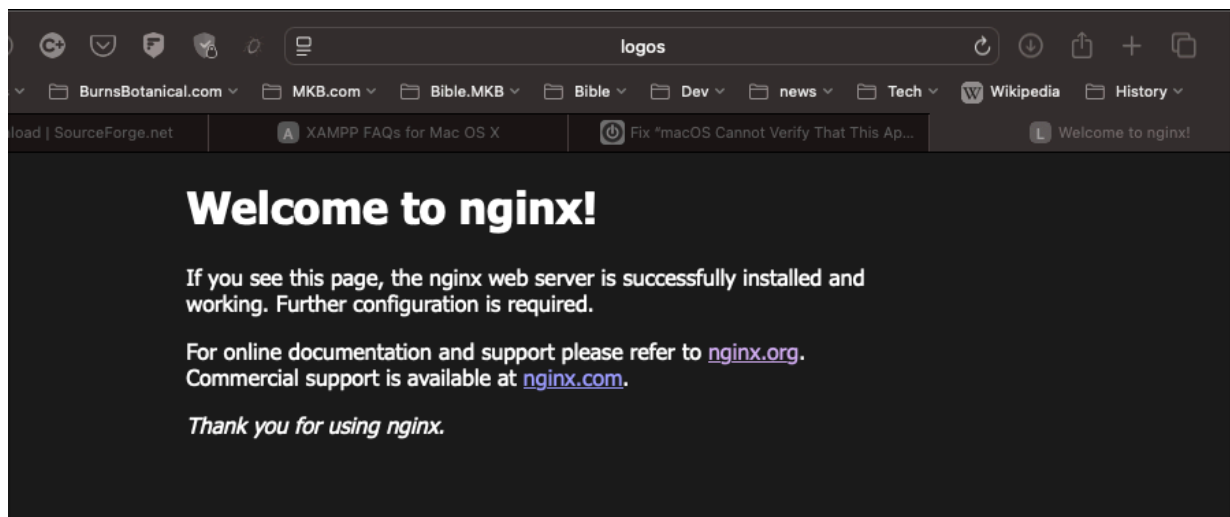 logos
BurnsBotanical.com MKB.com Bible.MKB Bible Dev news Tech Wikipedia History
load | SourceForge.net XAMPP FAQs for Mac OS X Fix “macOS Cannot Verify That This Ap... Welcome to nginx!
Welcome to nginx!
If you see this page, the nginx web server is successfully installed and
working. Further configuration is required.
For online documentation and support please refer to nginx.org.
Commercial support is available at nginx.com.
Thank you for using nginx.